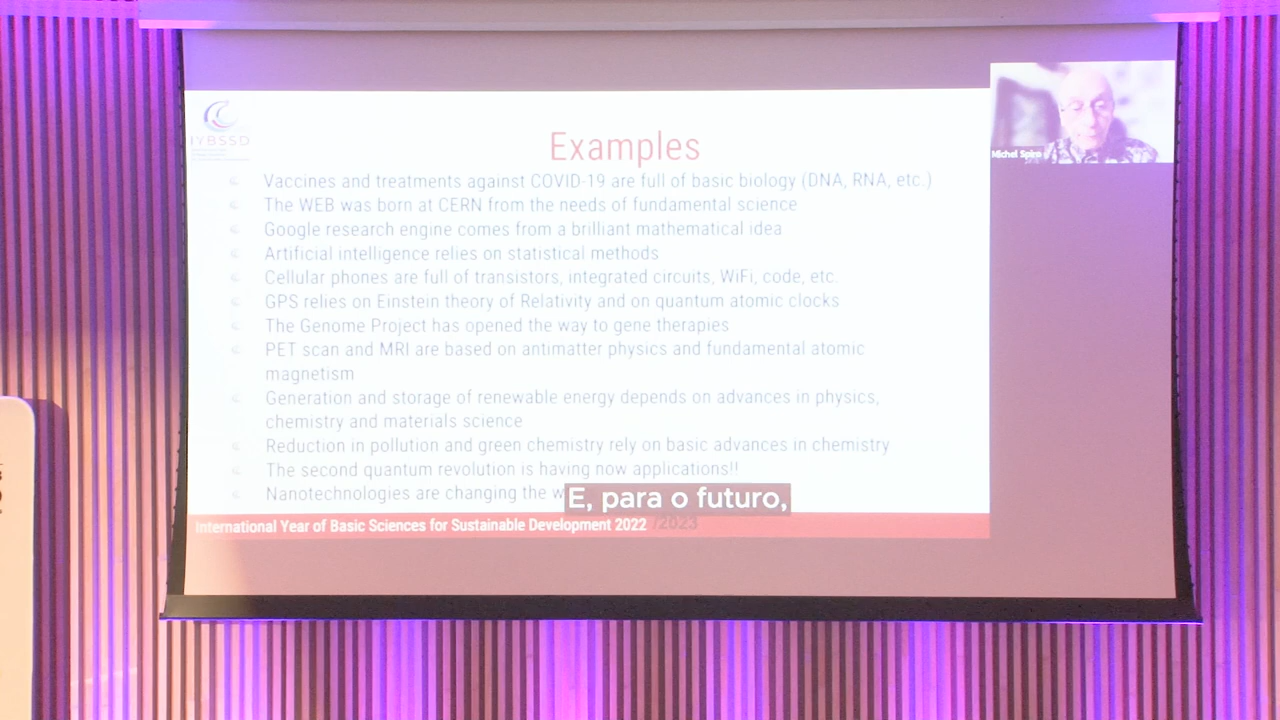 IYBSSD
Examples
Michel Spiro
Vaccines and treatments against COVID-19 are full of basic biology (DNA, RNA, etc.)
The WEB was born at CERN from the needs of fundamental science
Google research engine comes from a brilliant mathematical idea
Artificial intelligence relies on statistical methods
Cellular phones are full of transistors, integrated circuits, WiFi, code, etc.
GPS relies on Einstein theory of Relativity and on quantum atomic clocks
The Genome Project has opened the way to gene therapies
PET scan and MRI are based on antimatter physics and fundamental atomic
magnetism
Generation and storage of renewable energy depends on advances in physics,
chemistry and materials science
Reduction in pollution and green chemistry rely on basic advances in chemistry
The second quantum revolution is having now applications!!
Nanotechnologies are changing the
E, para o futuro,
International Year of Basic Sciences for Sustainable Development 2022 /2023